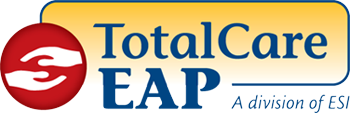 TotalCare
EAP
A division of ESI